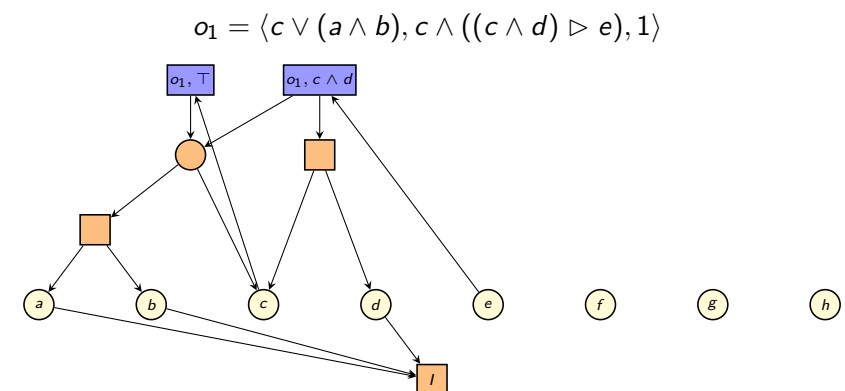 o₁ = ⟨c ∨ (a ∧ b), c ∧ ((c ∧ d) ▷ e), 1⟩
o₁, ⊤ o₁, c ∧ d
a b c d e f g h
I